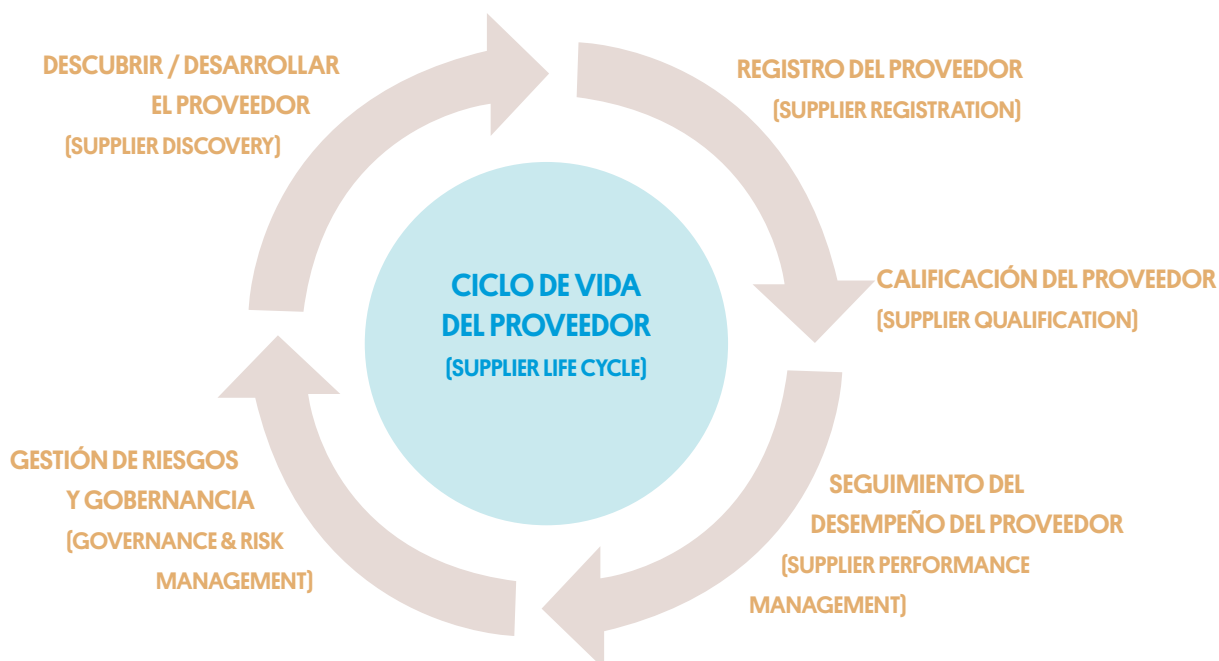 DESCUBRIR / DESARROLLAR
EL PROVEEDOR
(SUPPLIER DISCOVERY)
REGISTRO DEL PROVEEDOR
(SUPPLIER REGISTRATION)
CICLO DE VIDA
DEL PROVEEDOR
(SUPPLIER LIFE CYCLE)
CALIFICACIÓN DEL PROVEEDOR
(SUPPLIER QUALIFICATION)
SEGUIMIENTO DEL
DESEMPEÑO DEL PROVEEDOR
(SUPPLIER PERFORMANCE
MANAGEMENT)
GESTIÓN DE RIESGOS
Y GOBERNANCIA
(GOVERNANCE & RISK
MANAGEMENT)